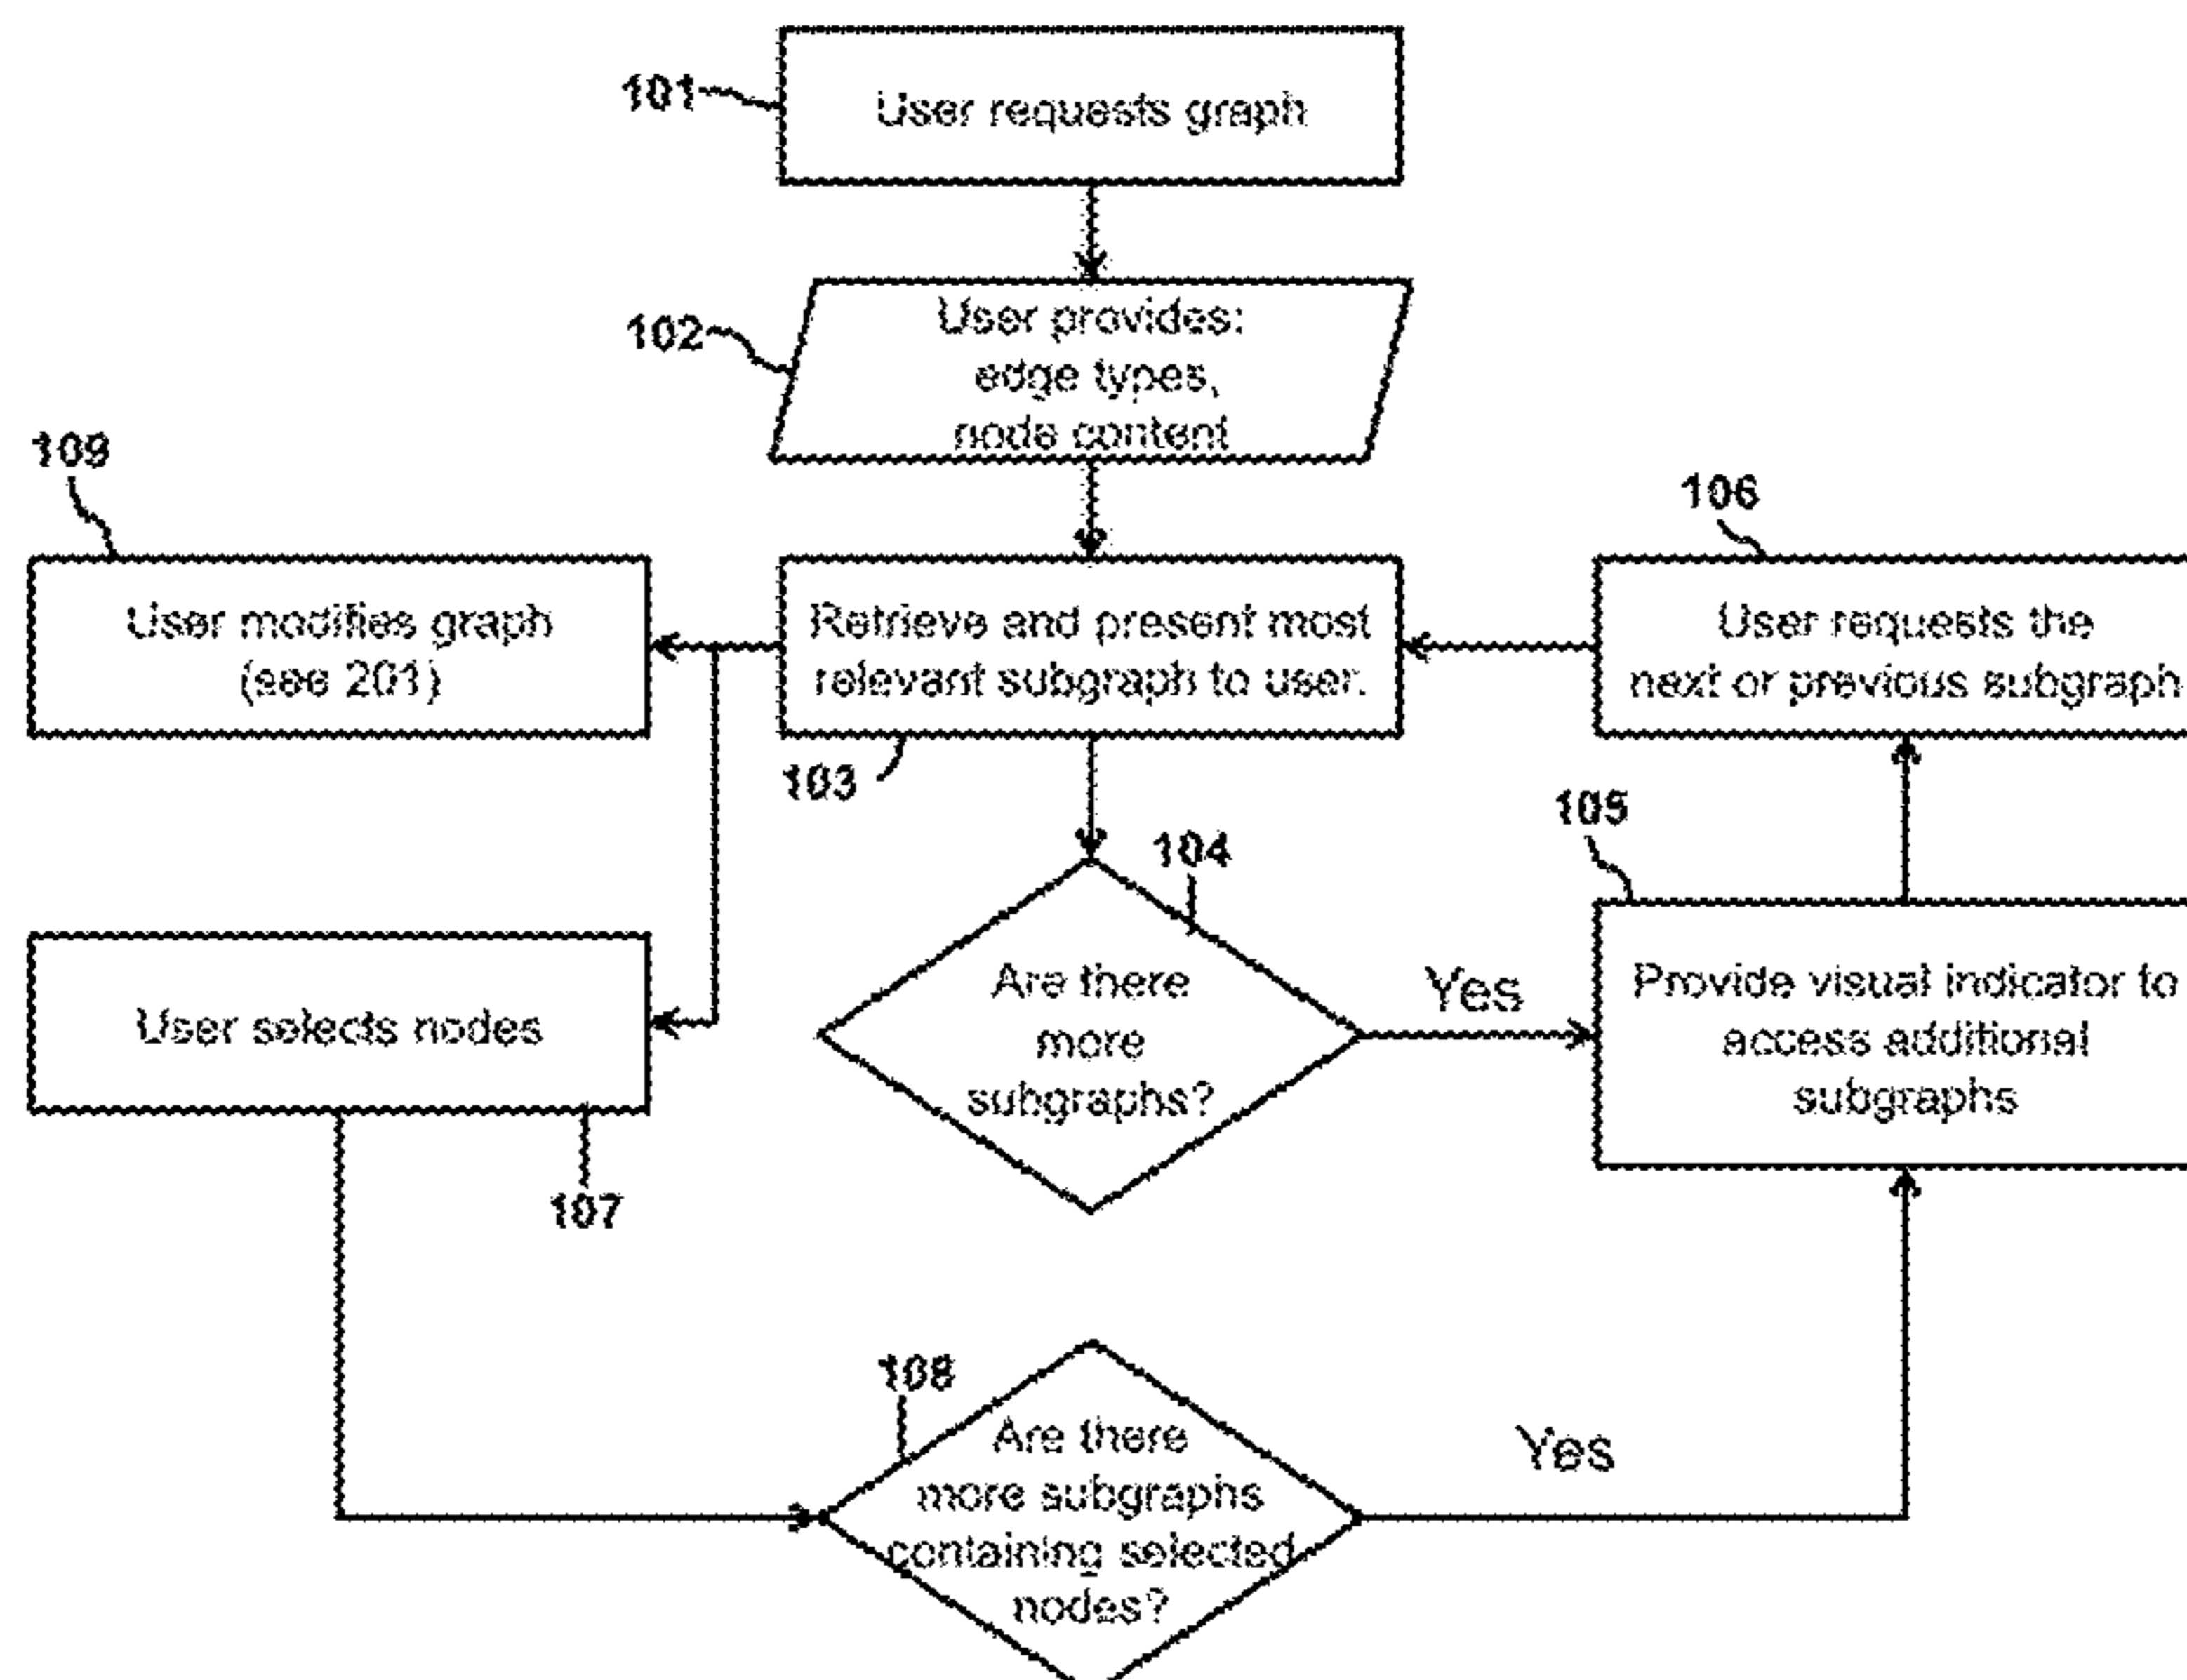 101
User requests graph
102
User provides:
edge types,
node content
109
106
User modifies graph
(see 201)
Retrieve and present most
relevant subgraph to user.
User requests the
next or previous subgraph
103
105
104
User selects nodes
Are there
more
subgraphs?
Yes
Provide visual indicator to
access additional
subgraphs
107
108
Are there
more subgraphs
containing selected
nodes?
Yes